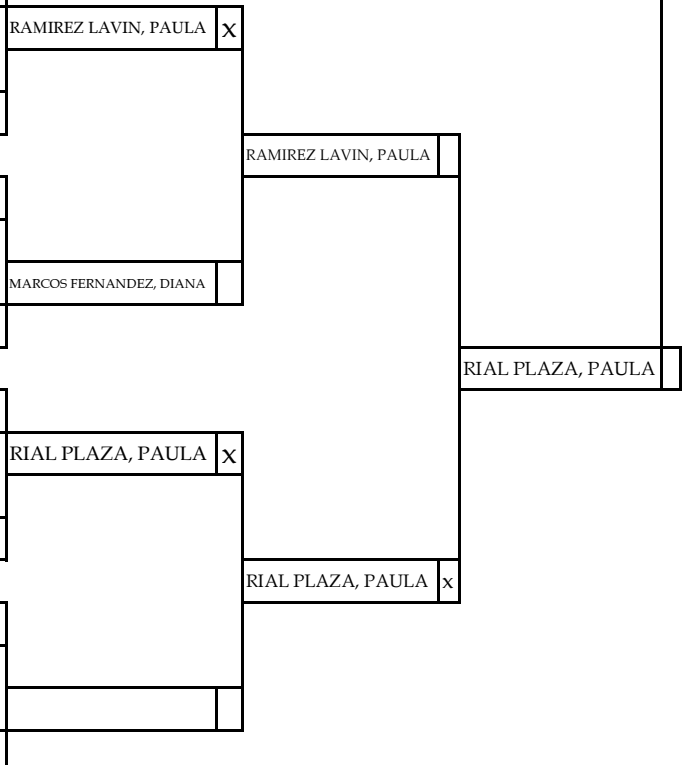 RAMIREZ LAVIN, PAULA X
RAMIREZ LAVIN, PAULA
MARCOS FERNANDEZ, DIANA
RIAL PLAZA, PAULA
RIAL PLAZA, PAULA X
RIAL PLAZA, PAULA x